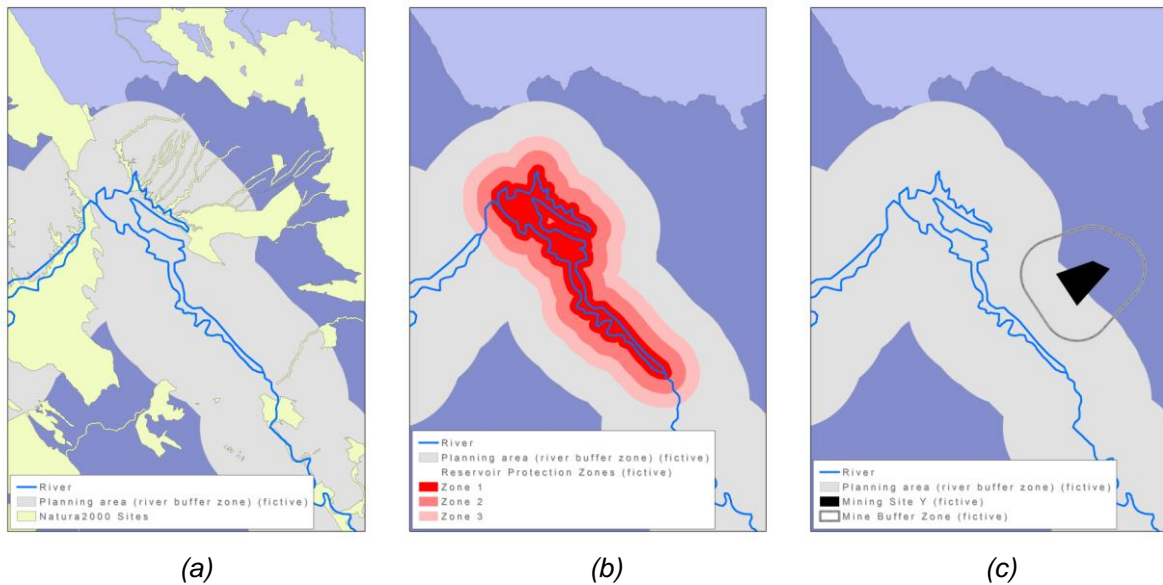 River
Planning area (river buffer zone) (fictive)
Natura2000 Sites
River
Planning area (river buffer zone) (fictive)
Reservoir Protection Zones (fictive)
Zone 1
Zone 2
Zone 3
River
Planning area (river buffer zone) (fictive)
Mining Site Y (fictive)
Mine Buffer Zone (fictive)
(a)
(b)
(c)